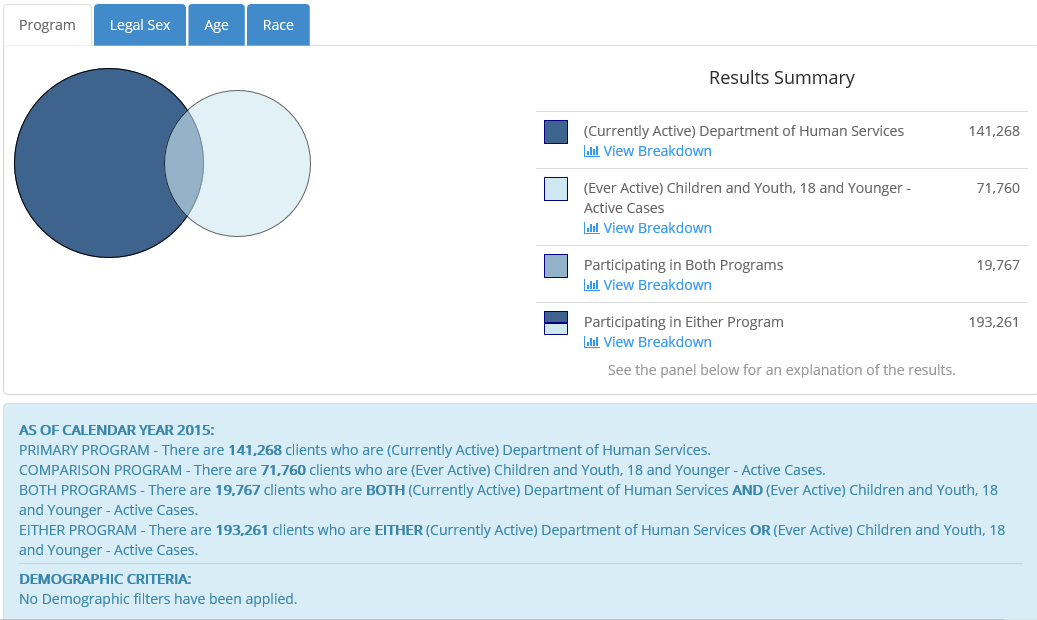 Program Legal Sex Age Race
Results Summary
(Currently Active) Department of Human Services 141,268
View Breakdown
(Ever Active) Children and Youth, 18 and Younger - 71,760
Active Cases
View Breakdown
Participating in Both Programs 19,767
View Breakdown
Participating in Either Program 193,261
View Breakdown
See the panel below for an explanation of the results.
AS OF CALENDAR YEAR 2015:
PRIMARY PROGRAM - There are 141,268 clients who are (Currently Active) Department of Human Services.
COMPARISON PROGRAM - There are 71,760 clients who are (Ever Active) Children and Youth, 18 and Younger - Active Cases.
BOTH PROGRAMS - There are 19,767 clients who are BOTH (Currently Active) Department of Human Services AND (Ever Active) Children and Youth, 18
and Younger - Active Cases.
EITHER PROGRAM - There are 193,261 clients who are EITHER (Currently Active) Department of Human Services OR (Ever Active) Children and Youth, 18
and Younger - Active Cases.
DEMOGRAPHIC CRITERIA:
No Demographic filters have been applied.